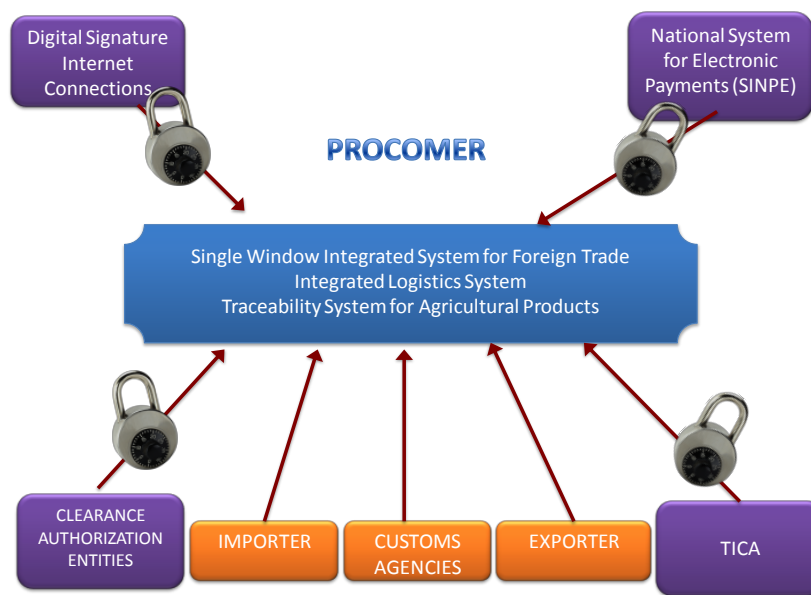 Digital Signature
Internet
Connections
National System
for Electronic
Payments (SINPE)
PROCOMER
Single Window Integrated System for Foreign Trade
Integrated Logistics System
Traceability System for Agricultural Products
CLEARANCE
AUTHORIZATION
ENTITIES
IMPORTER
CUSTOMS
AGENCIES
EXPORTER
TICA